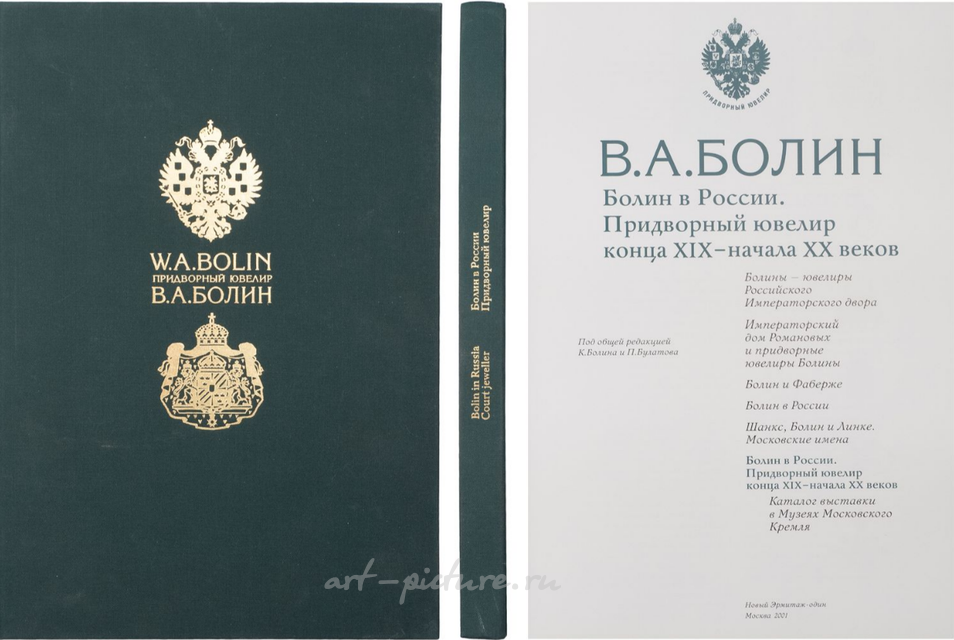 W.A.BOLIN
ПРИДВОРНЫЙ ЮВЕЛИР
В.А.БОЛИН
Болин в России
Придворный ювелир
Bolin in Russia
Court jeweller
ПРИДВОРНЫЙ ЮВЕЛИР
В.А.БОЛИН
Болин в России.
Придворный ювелир
конца XIX–начала XX веков
Болины – ювелиры
Российского
Императорского двора
Императорский
дом Романовых
и придворные
ювелиры Болины
Под общей редакцией
К.Болина и П.Булатова
Болин и Фаберже
Болин в России
Шанкс, Болин и Линке.
Московские имена
Болин в России.
Придворный ювелир
конца XIX–начала XX веков
Каталог выставки
в Музеях Московского
Кремля
Новый Эрмитаж-один
Москва 2001
art-picture.ru